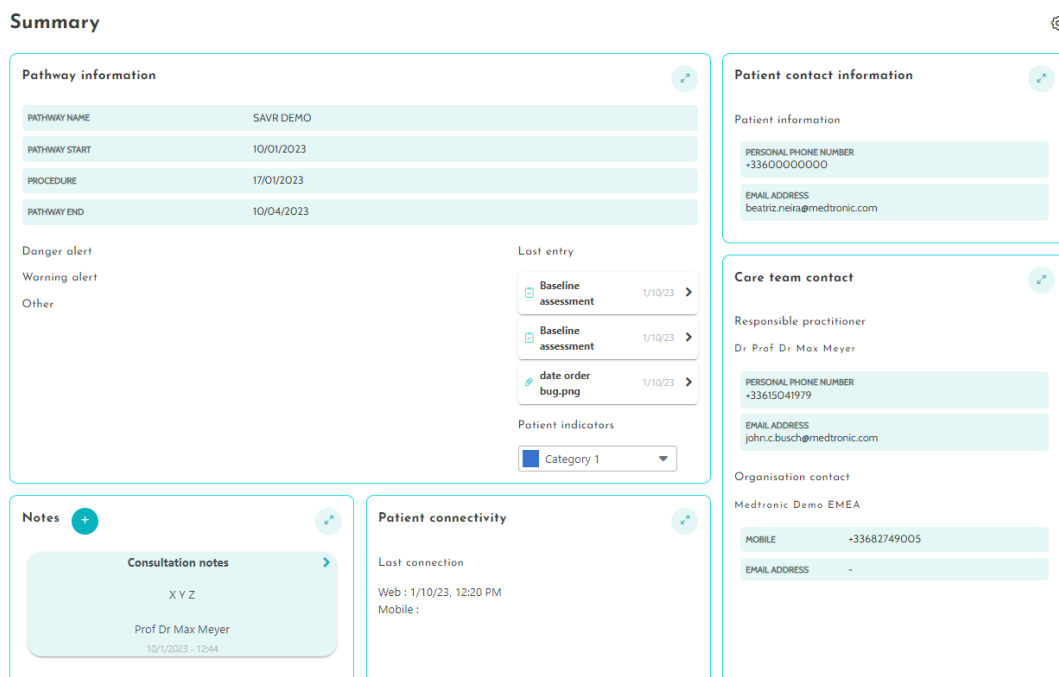 Summary
Pathway information
PATHWAY NAME SAVR DEMO
PATHWAY START 10/01/2023
PROCEDURE 17/01/2023
PATHWAY END 10/04/2023
Danger alert
Warning alert
Other
Last entry
Baseline
assessment
1/10/23
Baseline
assessment
1/10/23
date order
bug.png
1/10/23
Patient indicators
Category 1
Patient contact information
Patient information
PERSONAL PHONE NUMBER
+33600000000
EMAIL ADDRESS
beatriz.neira@medtronic.com
Care team contact
Responsible practitioner
Dr Prof Dr Max Meyer
PERSONAL PHONE NUMBER
+33615041979
EMAIL ADDRESS
john.c.busch@medtronic.com
Organisation contact
Medtronic Demo EMEA
MOBILE +33682749005
EMAIL ADDRESS -
Notes +
Consultation notes
X Y Z
Prof Dr Max Meyer
10/1/2023 - 12:44
Patient connectivity
Last connection
Web : 1/10/23, 12:20 PM
Mobile :